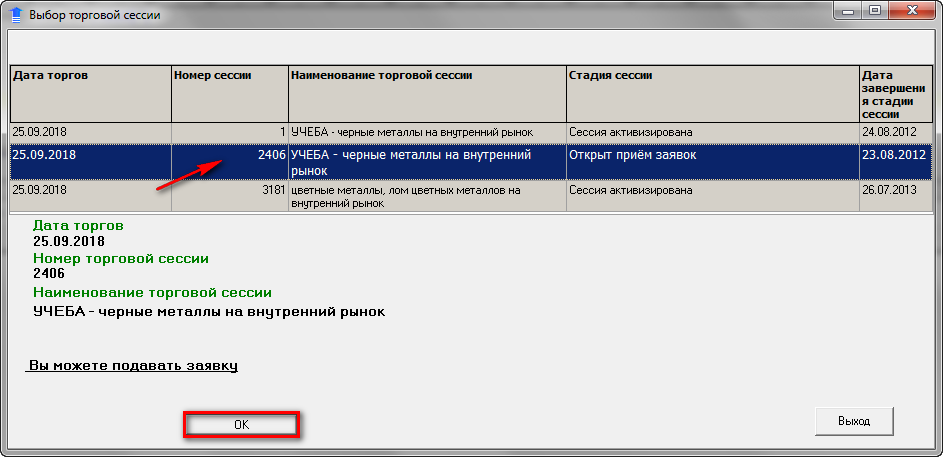 Выбор торговой сессии
Дата торгов Номер сессии Наименование торговой сессии Стадия сессии Дата
завершени
я стадии
сессии
25.09.2018 1 УЧЕБА - черные металлы на внутренний рынок Сессия активизирована 24.08.2012
25.09.2018 2406 УЧЕБА - черные металлы на внутренний Открыт приём заявок 23.08.2012
рынок
25.09.2018 3181 цветные металлы, лом цветных металлов на Сессия активизирована 26.07.2013
внутренний рынок
Дата торгов
25.09.2018
Номер торговой сессии
2406
Наименование торговой сессии
УЧЕБА - черные металлы на внутренний рынок
Вы можете подавать заявку
OK Выход